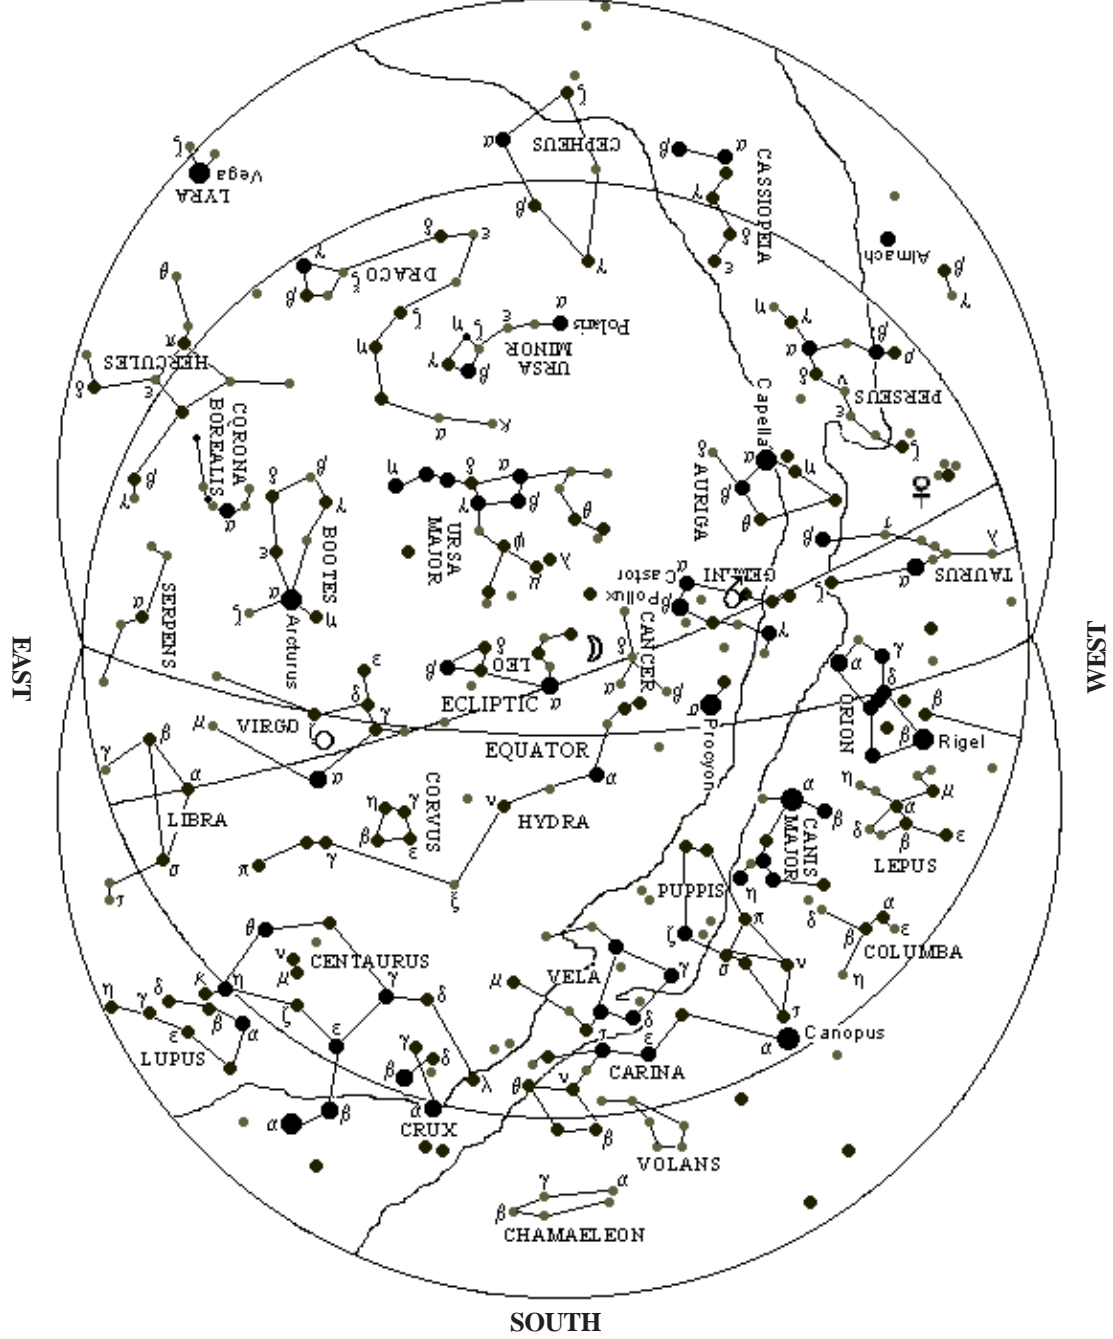 ζ
α
CEPHEUS
β
γ
β
α
CASSIOPEIA
γ
δ
ε
ζ
Vega
LYRA
Almach
β
γ
θ
π
HERCULES
δ
ε
β
γ
γ
β
ξ
DRACO
δ
ε
ζ
η
α
κ
α
Polaris
ε
ζ
η
γ
β
URSA
MINOR
η
γ
α
δ
β
ρ
ν
ε
ζ
PERSEUS
CORONA
BOREALIS
α
Capella
α
η
δ
β
θ
AURIGA
♀
δ
β
γ
ε
BOOTES
α
Arcturus
ζ
η
η
δ
α
γ
β
URSA
MAJOR
θ
φ
λ
μ
SERPENS
α
β
τ
λ
α
ζ
TAURUS
α
Castor
β
Pollux
GEMINI
♂
γ
CANCER
δ
α
β
EAST
WEST
LEO
β
δ
α
☽
ECLIPTIC
EQUATOR
ε
δ
γ
VIRGO
ζ
μ
α
α
Procyon
α
γ
δ
ORION
β
Rigel
β
γ
β
α
LIBRA
σ
τ
CORVUS
η
γ
β
ε
ν
α
HYDRA
π
γ
ξ
α
β
CANIS
MAJOR
η
η
α
μ
δ
β
ε
LEPUS
PUPPIS
π
ζ
σ
ν
τ
δ
α
β
ε
COLUMBA
η
θ
ν
μ
CENTAURUS
κ
η
ζ
γ
δ
ε
λ
α
β
η
γ
δ
β
ε
α
LUPUS
VELA
μ
γ
δ
Canopus
α
ε
τ
CARINA
θ
ν
β
γ
δ
β
α
CRUX
VOLANS
γ
α
β
CHAMAELEON
SOUTH